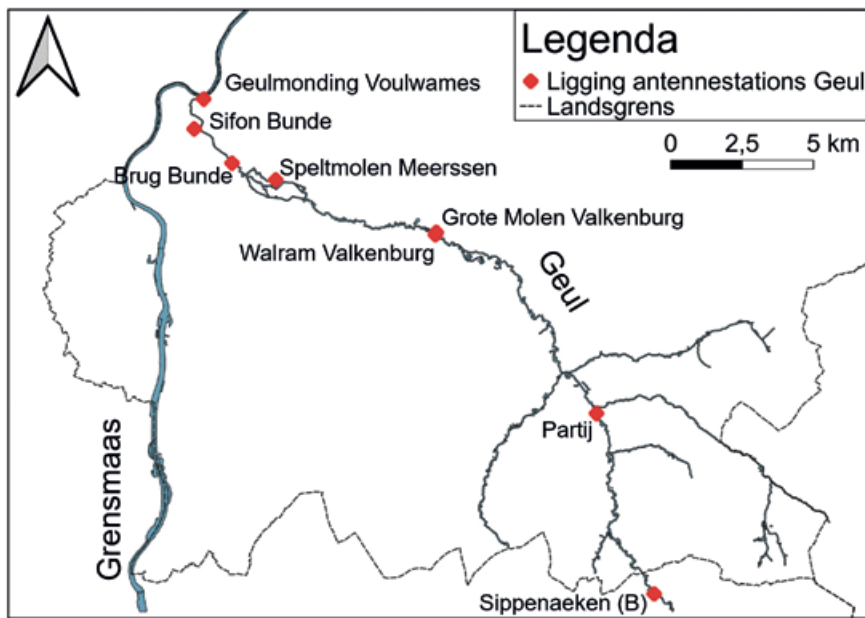 Legenda
Ligging antennestations Geul
Landsgrens
0 2,5 5 km
Geulmonding Voulwames
Sifon Bunde
Brug Bunde
Speltmolen Meerssen
Grote Molen Valkenburg
Walram Valkenburg
Geul
Partij
Grensmaas
Sippenaeken (B)